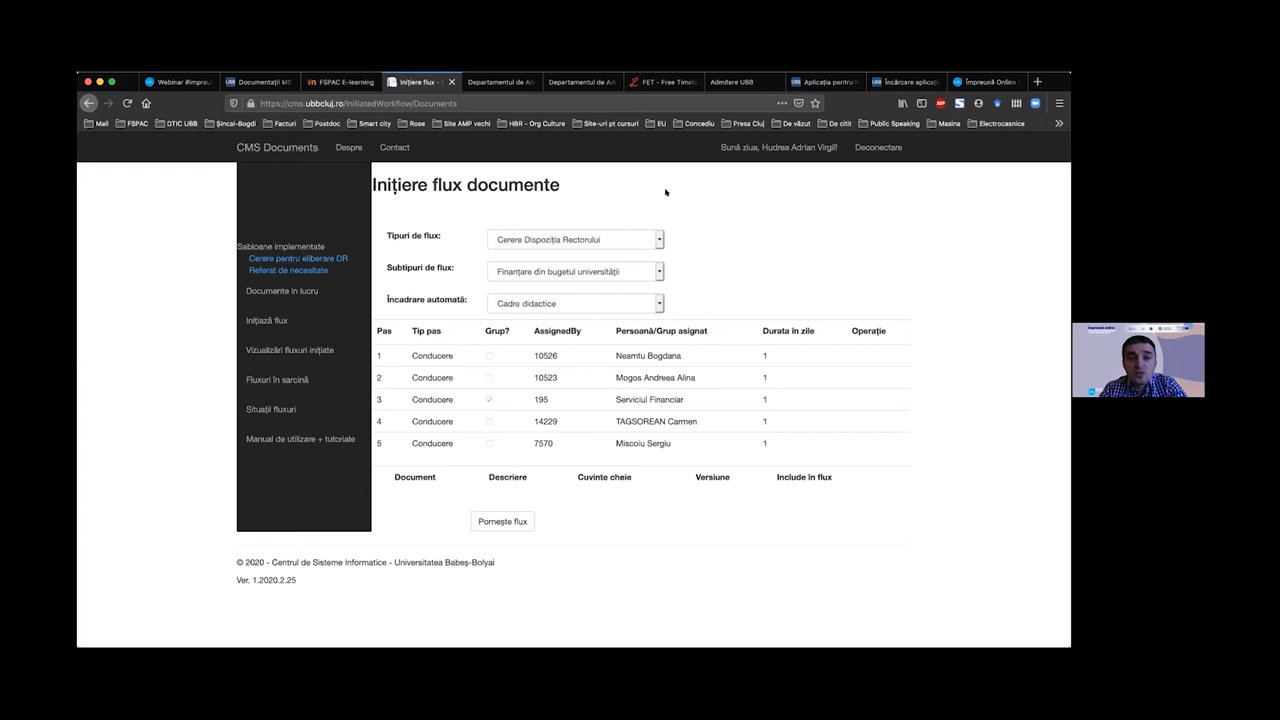 Webinar #împreu
Documentații MS
FSPAC E-learning
Inițiere flux -
Departamentul de Ad
Departamentul de Ad
FET - Free Timeta
Admitere UBB
Aplicația pentru
Încărcare aplicați
Împreună Online
https://cms.ubbcluj.ro/InitiatedWorkflow/Documents
Mail
FSPAC
DTIC UBB
Șincai-Bogdi
Facturi
Postdoc
Smart city
Rose
Site AMP vechi
HBR - Org Culture
Site-uri pt cursuri
EU
Concediu
Presa Cluj
De văzut
De citit
Public Speaking
Masina
Electrocasnice
CMS Documents Despre Contact Bună ziua, Hudrea Adrian Virgil! Deconectare
Inițiere flux documente
Tipuri de flux: Cerere Dispoziția Rectorului
Subtipuri de flux: Finanțare din bugetul universității
Încadrare automată: Cadre didactice
Sabloane implementate
Cerere pentru eliberare DR
Referat de necesitate
Documente in lucru
Inițiază flux
Vizualizări fluxuri inițiate
Fluxuri în sarcină
Situații fluxuri
Manual de utilizare + tutoriale
Pas Tip pas Grup? AssignedBy Persoană/Grup asignat Durata în zile Operație
1 Conducere 10526 Neamtu Bogdana 1
2 Conducere 10523 Mogos Andreea Alina 1
3 Conducere 195 Serviciul Financiar 1
4 Conducere 14229 TAGSOREAN Carmen 1
5 Conducere 7570 Miscoiu Sergiu 1
Document Descriere Cuvinte cheie Versiune Include în flux
Pornește flux
© 2020 - Centrul de Sisteme Informatice - Universitatea Babeș-Bolyai
Ver. 1.2020.2.25